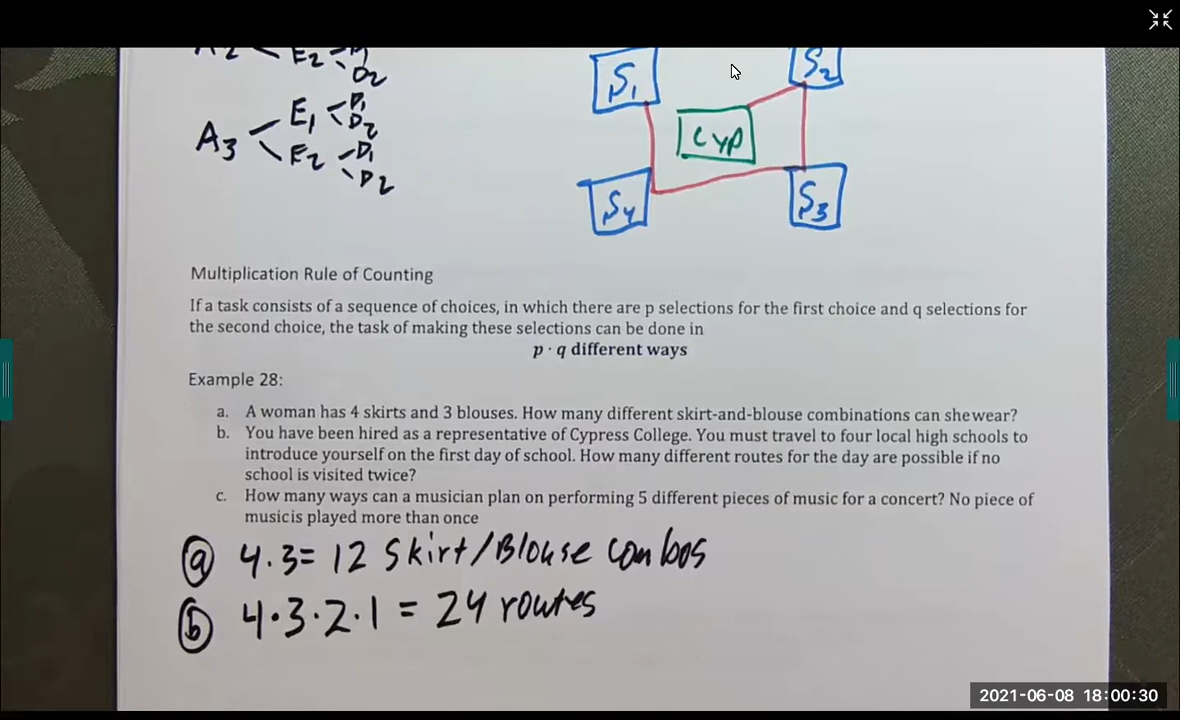 A2 E2 D1
D2
S1 S2
A3 E1 D1
D2
E2 D1
D2
Cyp
S4 S3
Multiplication Rule of Counting
If a task consists of a sequence of choices, in which there are p selections for the first choice and q selections for
the second choice, the task of making these selections can be done in
p · q different ways
Example 28:
a. A woman has 4 skirts and 3 blouses. How many different skirt-and-blouse combinations can shewear?
b. You have been hired as a representative of Cypress College. You must travel to four local high schools to
introduce yourself on the first day of school. How many different routes for the day are possible if no
school is visited twice?
c. How many ways can a musician plan on performing 5 different pieces of music for a concert? No piece of
musicis played more than once
ⓐ 4·3= 12 Skirt/Blouse combos
ⓑ 4·3·2·1 = 24 routes
2021-06-08 18:00:30